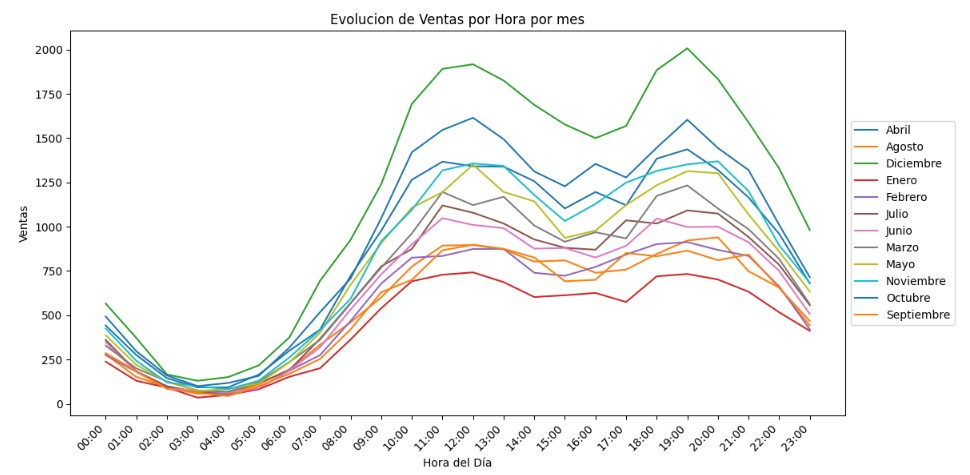 Evolucion de Ventas por Hora por mes
Ventas
2000
1750
1500
1250
1000
750
500
250
0
00:00
01:00
02:00
03:00
04:00
05:00
06:00
07:00
08:00
09:00
10:00
11:00
12:00
13:00
14:00
15:00
16:00
17:00
18:00
19:00
20:00
21:00
22:00
23:00
Hora del Día
Abril
Agosto
Diciembre
Enero
Febrero
Julio
Junio
Marzo
Mayo
Noviembre
Octubre
Septiembre